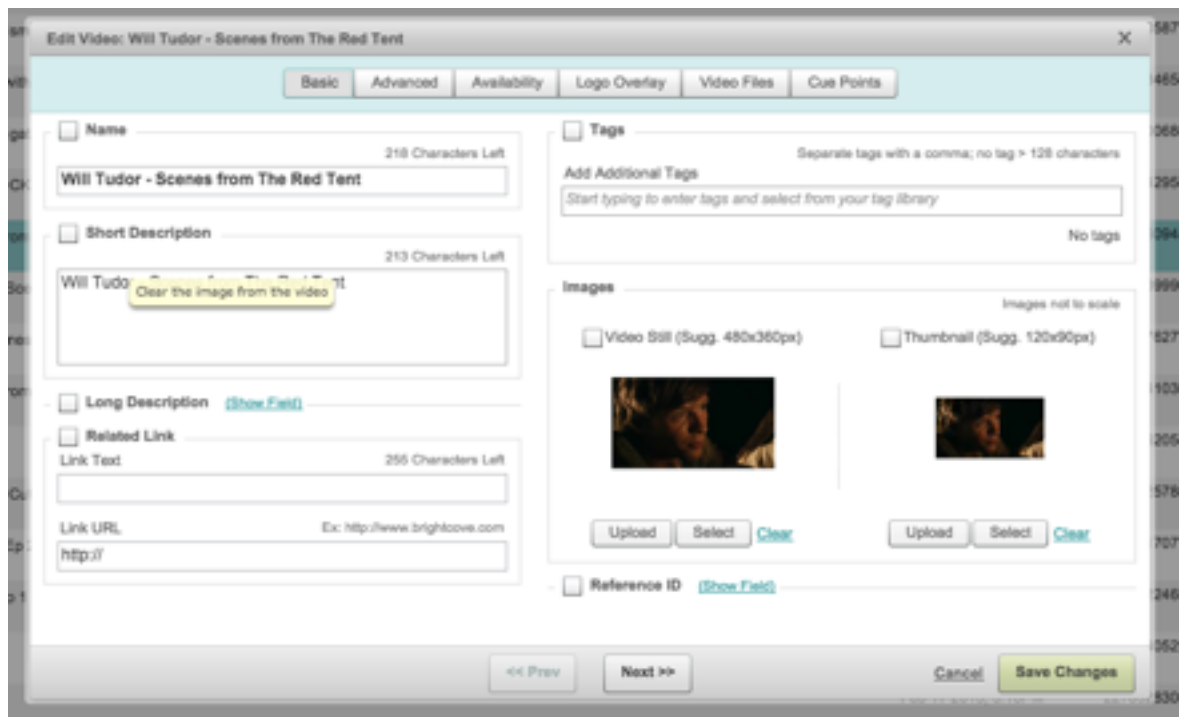 Edit Video: Will Tudor - Scenes from The Red Tent
Basic Advanced Availability Logo Overlay Video Files Cue Points
Name
218 Characters Left
Will Tudor - Scenes from The Red Tent
Short Description
213 Characters Left
Will Tudo
Clear the image from the video
Long Description (Show Field)
Related Link
Link Text 255 Characters Left
Link URL Ex: http://www.brightcove.com
http://
Tags
Separate tags with a comma; no tag > 128 characters
Add Additional Tags
Start typing to enter tags and select from your tag library
No tags
Images
Images not to scale
Video Still (Sugg. 480x360px) Thumbnail (Sugg. 120x90px)
Upload Select Clear Upload Select Clear
Reference ID (Show Field)
<< Prev Next >> Cancel Save Changes